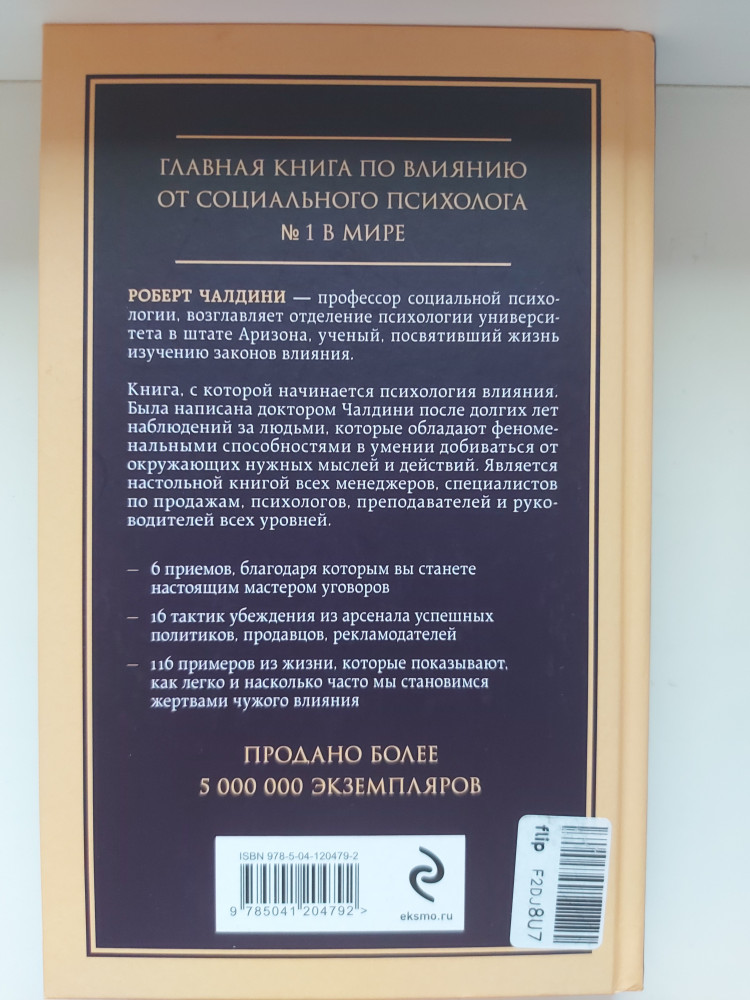 ГЛАВНАЯ КНИГА ПО ВЛИЯНИЮ
ОТ СОЦИАЛЬНОГО ПСИХОЛОГА
№ 1 В МИРЕ
РОБЕРТ ЧАЛДИНИ — профессор социальной психо-
логии, возглавляет отделение психологии универси-
тета в штате Аризона, ученый, посвятивший жизнь
изучению законов влияния.
Книга, с которой начинается психология влияния.
Была написана доктором Чалдини после долгих лет
наблюдений за людьми, которые обладают феноме-
нальными способностями в умении добиваться от
окружающих нужных мыслей и действий. Является
настольной книгой всех менеджеров, специалистов
по продажам, психологов, преподавателей и руко-
водителей всех уровней.
— 6 приемов, благодаря которым вы станете
настоящим мастером уговоров
— 16 тактик убеждения из арсенала успешных
политиков, продавцов, рекламодателей
— 116 примеров из жизни, которые показывают,
как легко и насколько часто мы становимся
жертвами чужого влияния
ПРОДАНО БОЛЕЕ
5 000 000 ЭКЗЕМПЛЯРОВ
ISBN 978-5-04-120479-2
9 785041 204792 >
eksmo.ru
flip F2DJ8U7